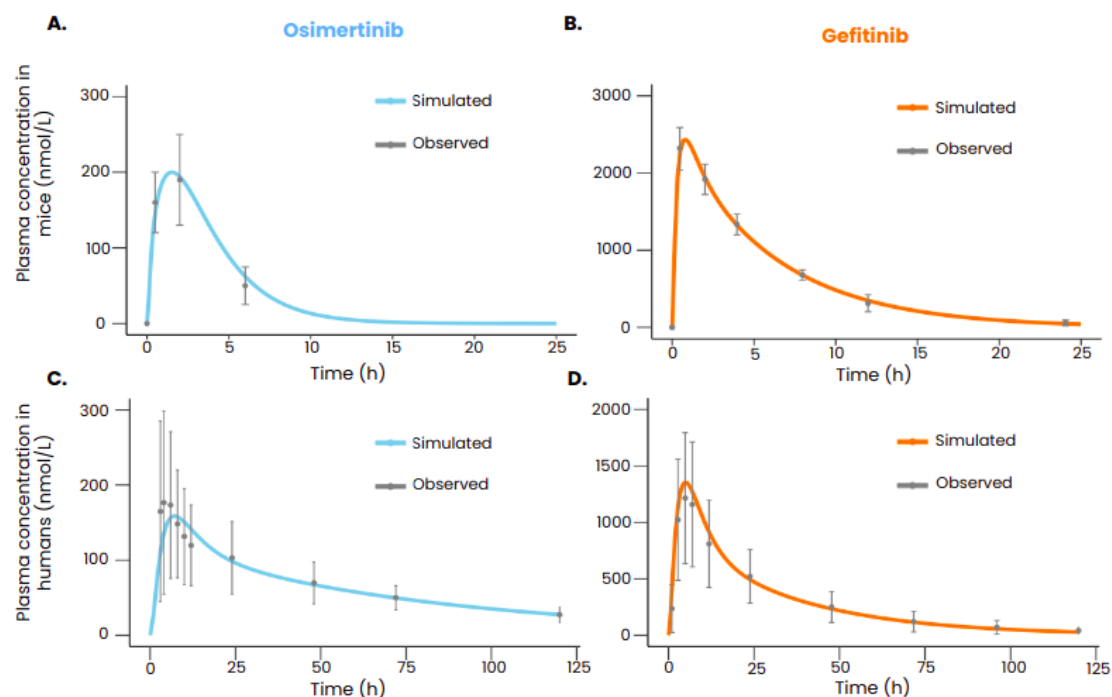 A.
Osimertinib
Plasma concentration in
mice (nmol/L)
300
200
100
0
Simulated
Observed
0 5 10 15 20 25
Time (h)
B.
Gefitinib
3000
2000
1000
0
Simulated
Observed
0 5 10 15 20 25
Time (h)
C.
Plasma concentration in
humans (nmol/L)
300
200
100
0
Simulated
Observed
0 25 50 75 100 125
Time (h)
D.
2000
1500
1000
500
0
Simulated
Observed
0 25 50 75 100 125
Time (h)